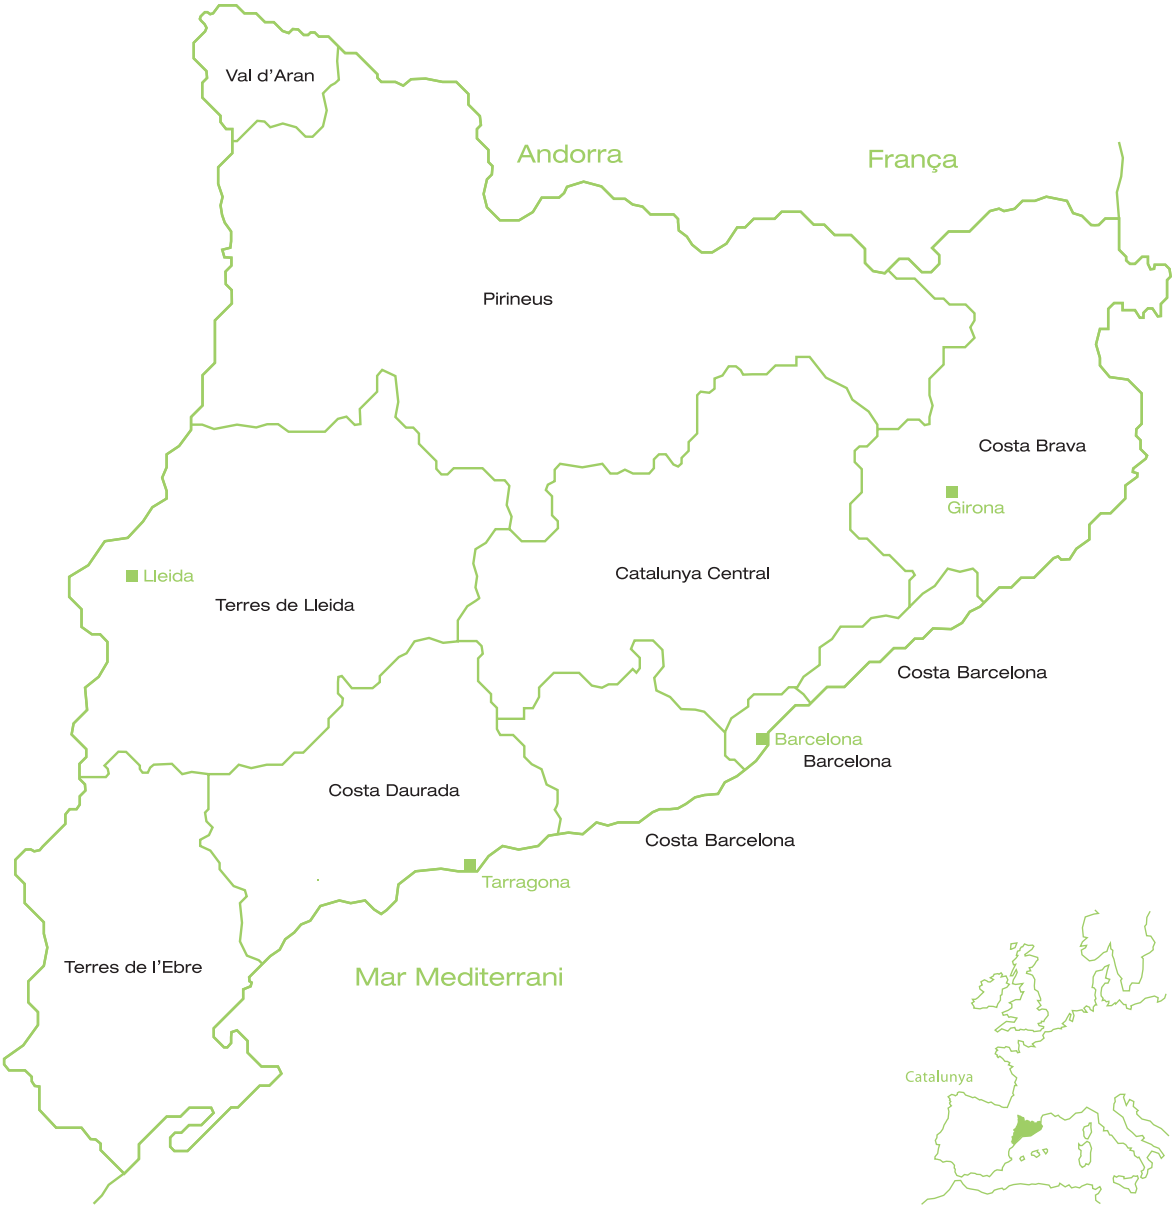 Val d'Aran
Andorra
França
Pirineus
Costa Brava
Girona
Lleida
Catalunya Central
Terres de Lleida
Costa Barcelona
Barcelona
Barcelona
Costa Daurada
Costa Barcelona
Tarragona
Terres de l'Ebre
Mar Mediterrani
Catalunya